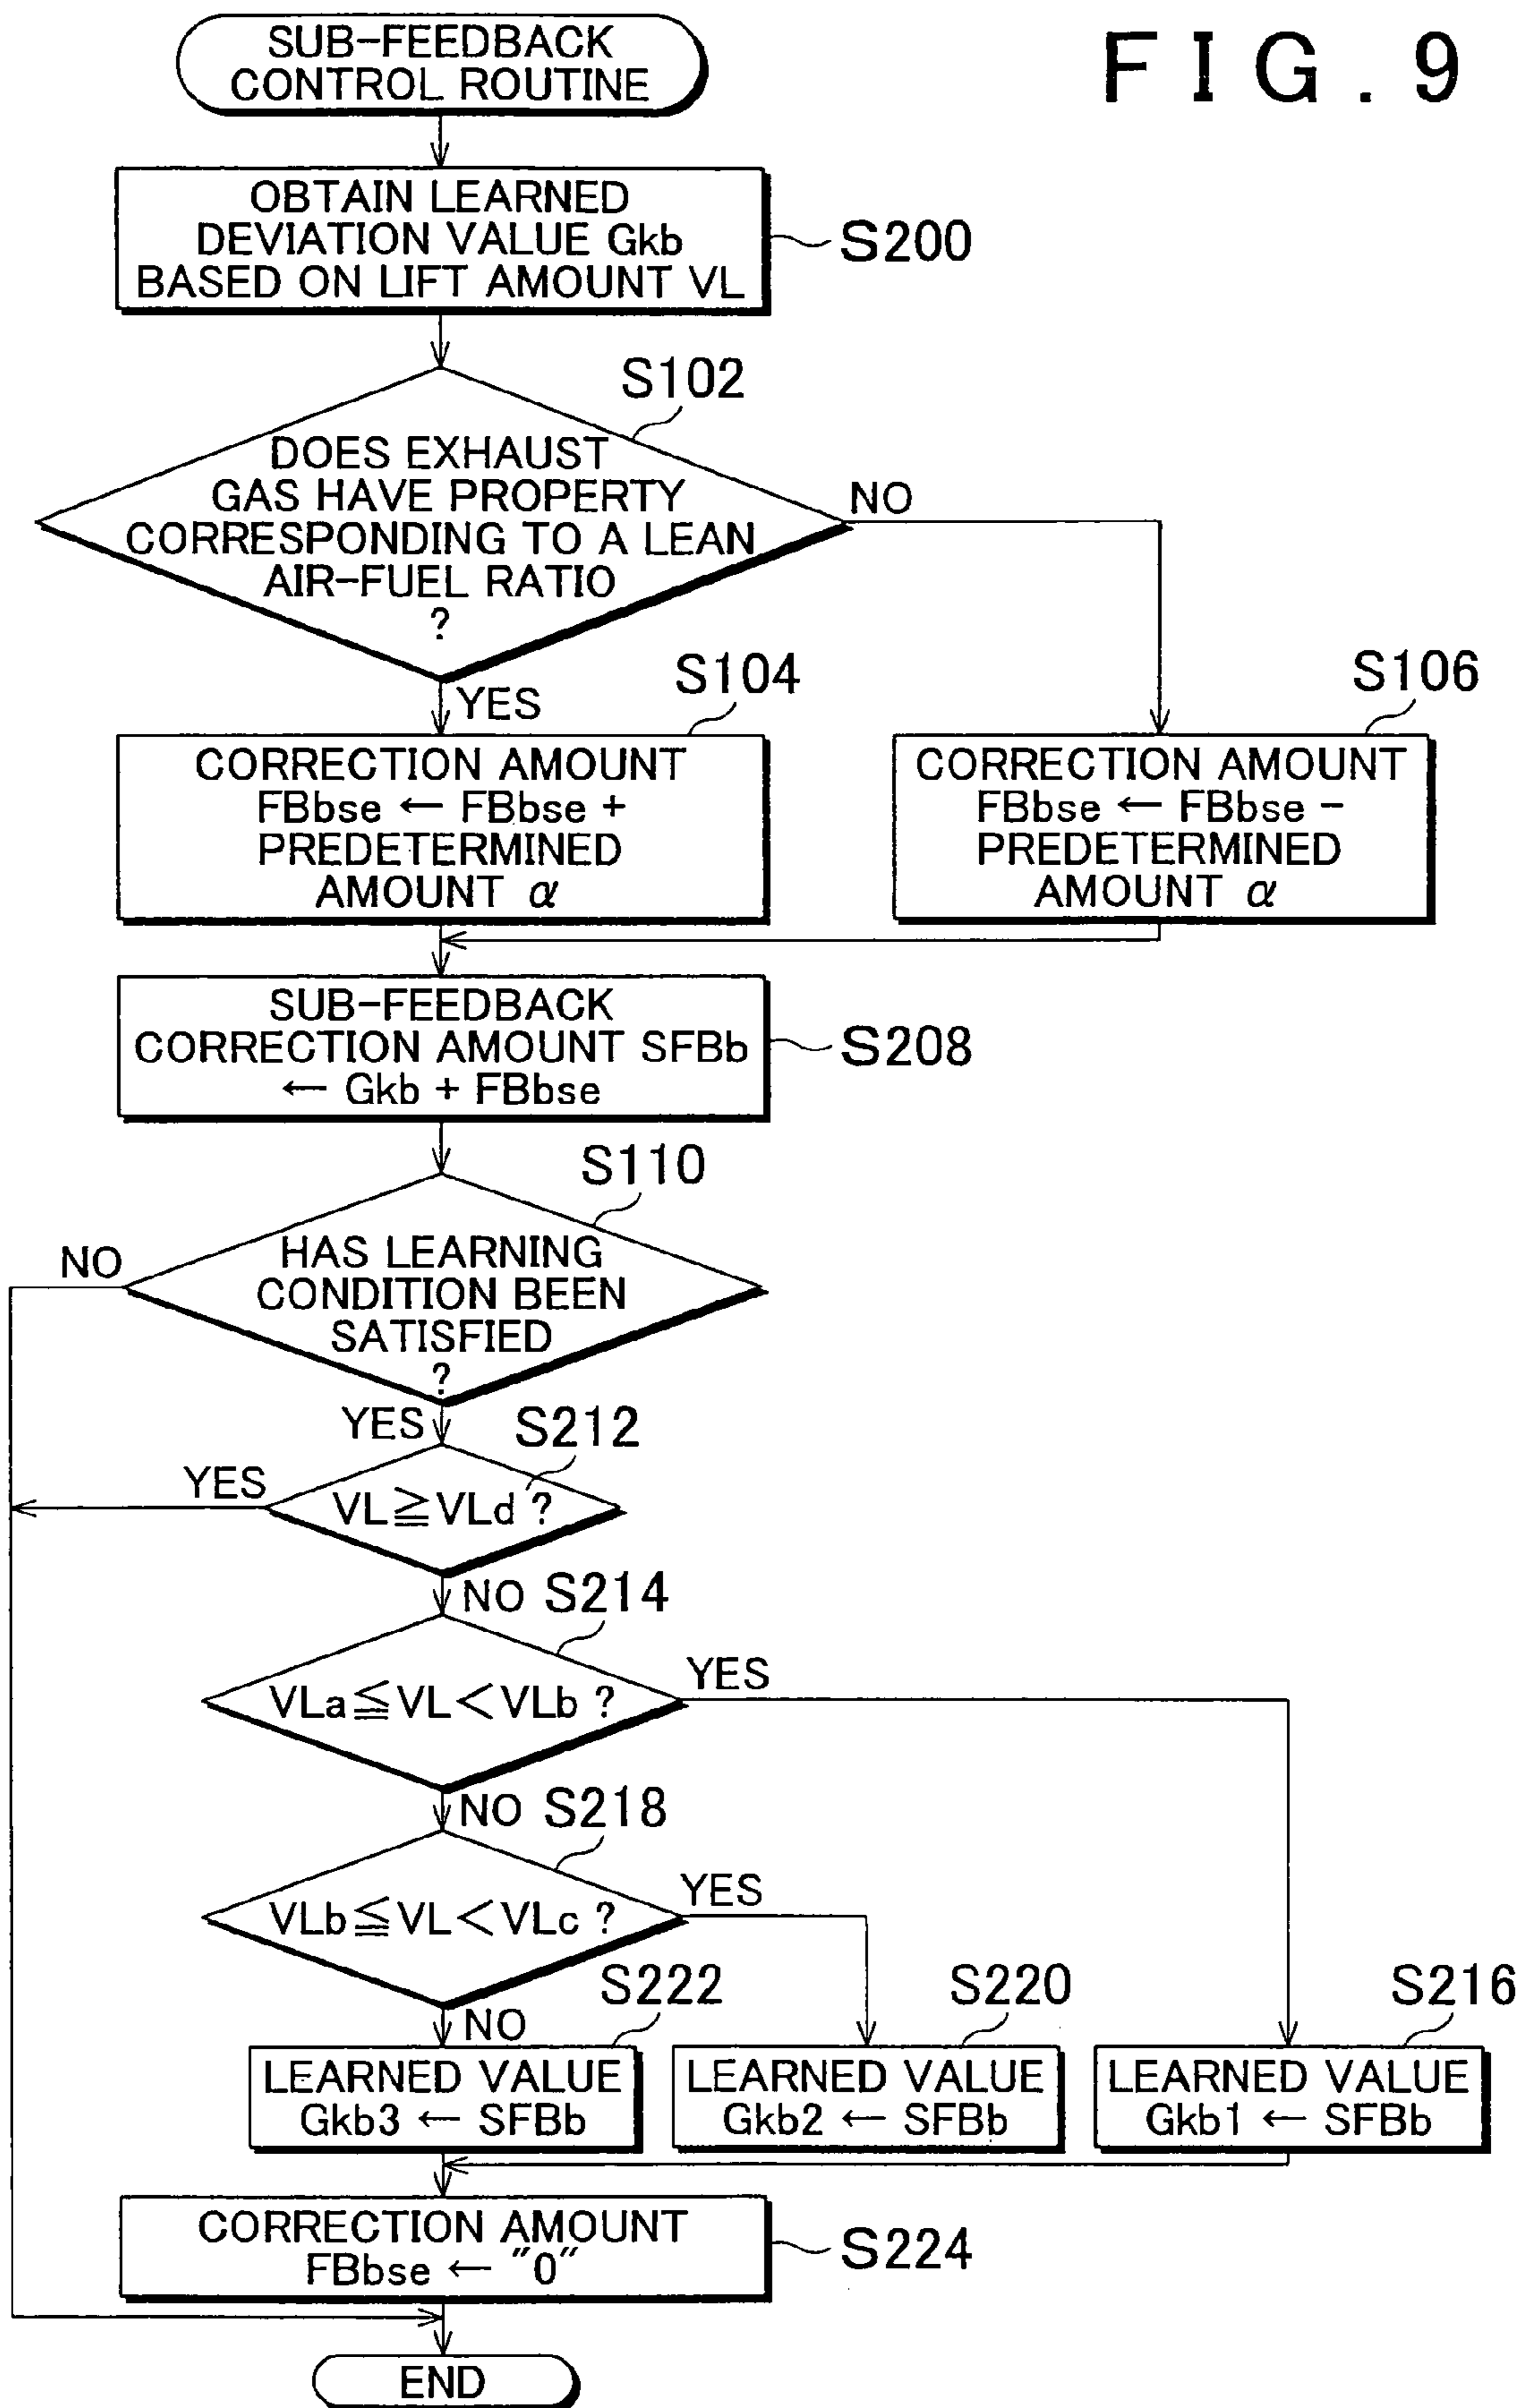 FIG. 9
SUB-FEEDBACK
CONTROL ROUTINE
OBTAIN LEARNED
DEVIATION VALUE Gkb
BASED ON LIFT AMOUNT VL
S200
S102
DOES EXHAUST
GAS HAVE PROPERTY
CORRESPONDING TO A LEAN
AIR-FUEL RATIO
?
NO
YES
S104
CORRECTION AMOUNT
FBbse ← FBbse +
PREDETERMINED
AMOUNT α
S106
CORRECTION AMOUNT
FBbse ← FBbse −
PREDETERMINED
AMOUNT α
SUB-FEEDBACK
CORRECTION AMOUNT SFBb
← Gkb + FBbse
S208
S110
HAS LEARNING
CONDITION BEEN
SATISFIED
?
NO
YES
S212
VL≧VLd ?
YES
NO
S214
VLa≦VL<VLb ?
YES
NO
S218
VLb≦VL<VLc ?
YES
NO
S222
LEARNED VALUE
Gkb3 ← SFBb
S220
LEARNED VALUE
Gkb2 ← SFBb
S216
LEARNED VALUE
Gkb1 ← SFBb
CORRECTION AMOUNT
FBbse ← "0"
S224
END